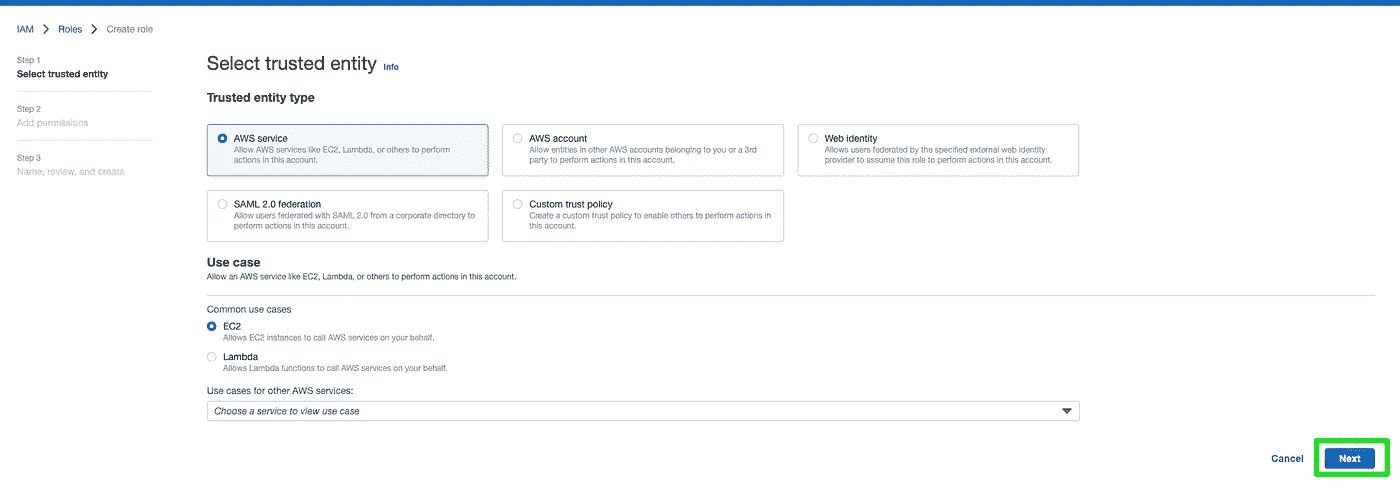 IAM > Roles > Create role
Step 1
Select trusted entity
Step 2
Add permissions
Step 3
Name, review, and create
Select trusted entity Info
Trusted entity type
AWS service
Allow AWS services like EC2, Lambda, or others to perform
actions in this account.
AWS account
Allow entities in other AWS accounts belonging to you or a 3rd
party to perform actions in this account.
Web identity
Allows users federated by the specified external web identity
provider to assume this role to perform actions in this account.
SAML 2.0 federation
Allow users federated with SAML 2.0 from a corporate directory to
perform actions in this account.
Custom trust policy
Create a custom trust policy to enable others to perform actions in
this account.
Use case
Allow an AWS service like EC2, Lambda, or others to perform actions in this account.
Common use cases
EC2
Allows EC2 instances to call AWS services on your behalf.
Lambda
Allows Lambda functions to call AWS services on your behalf.
Use cases for other AWS services:
Choose a service to view use case
Cancel
Next